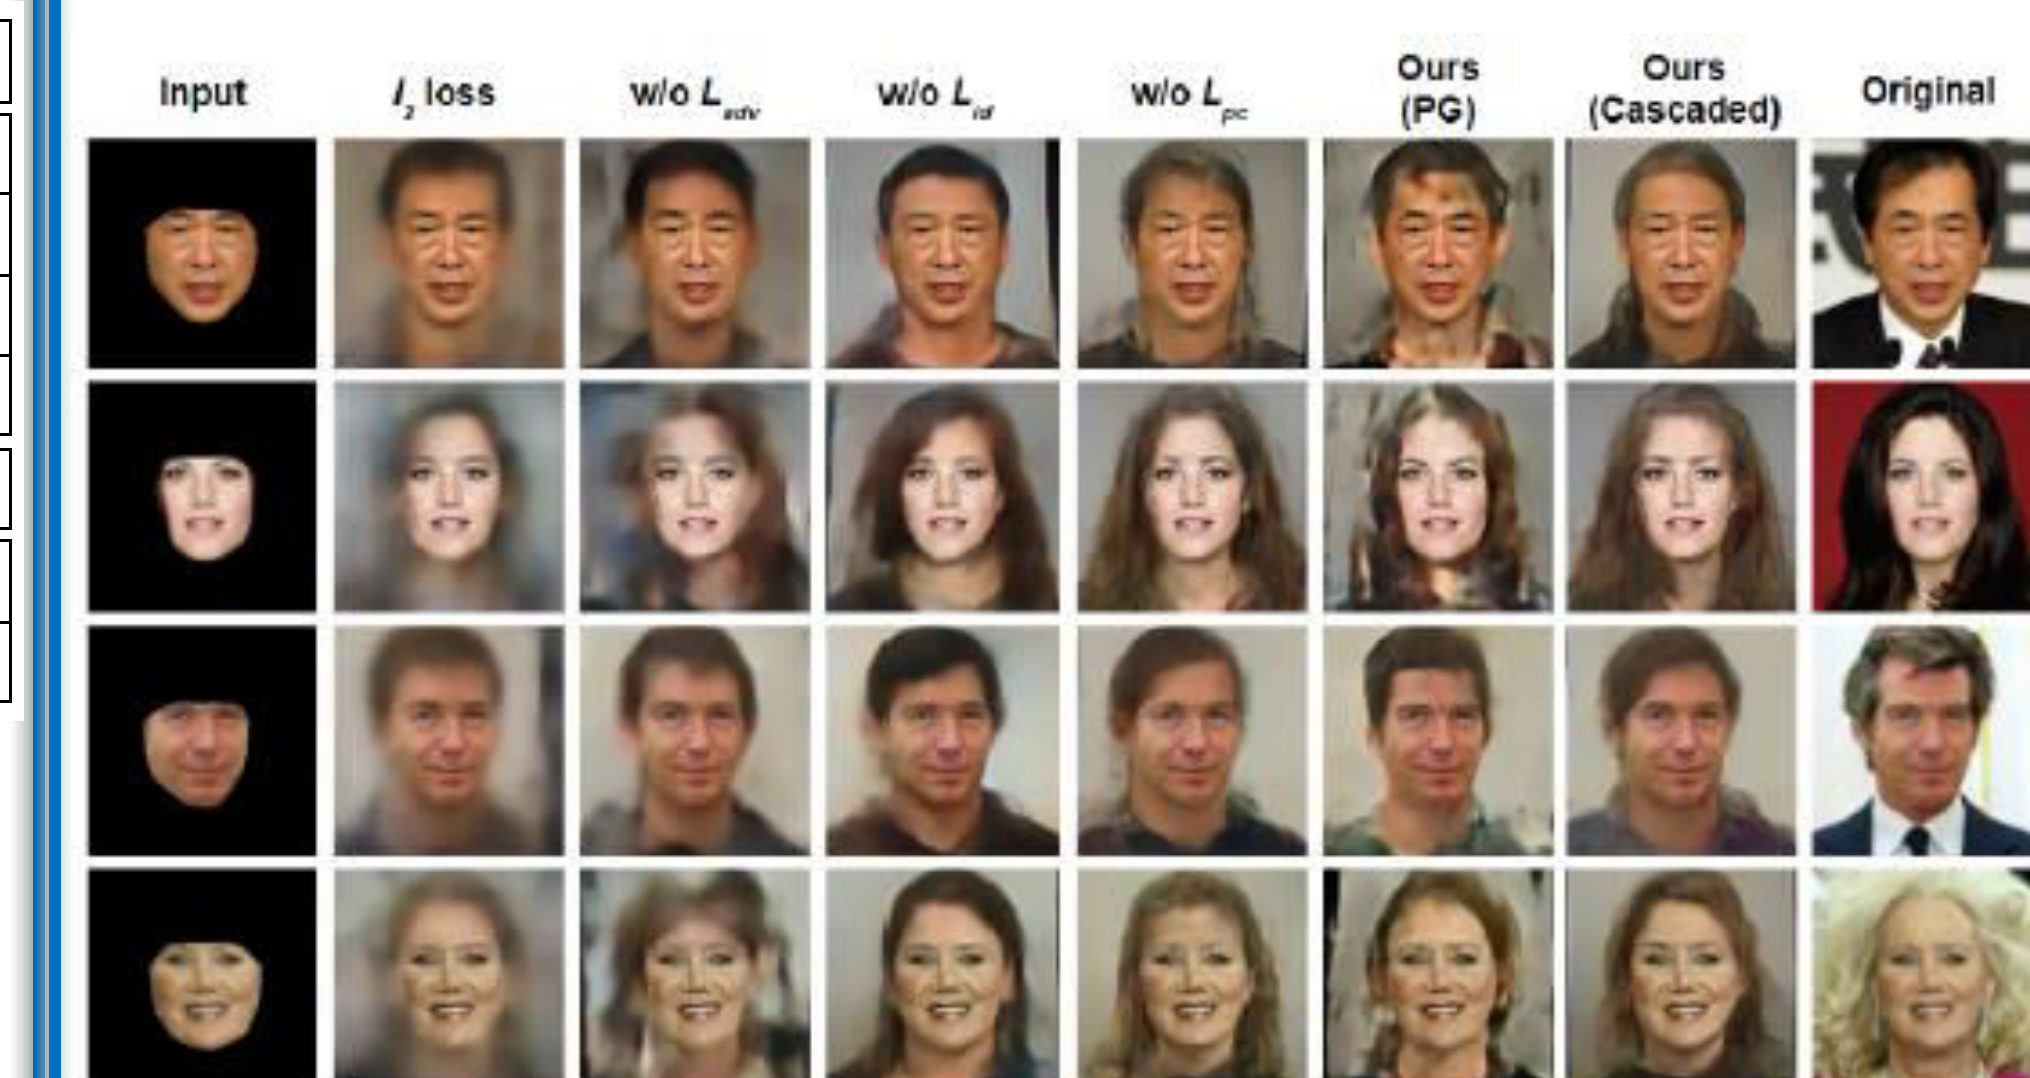 Input
l2 loss
w/o Ladv
w/o Lid
w/o Lpc
Ours
(PG)
Ours
(Cascaded)
Original